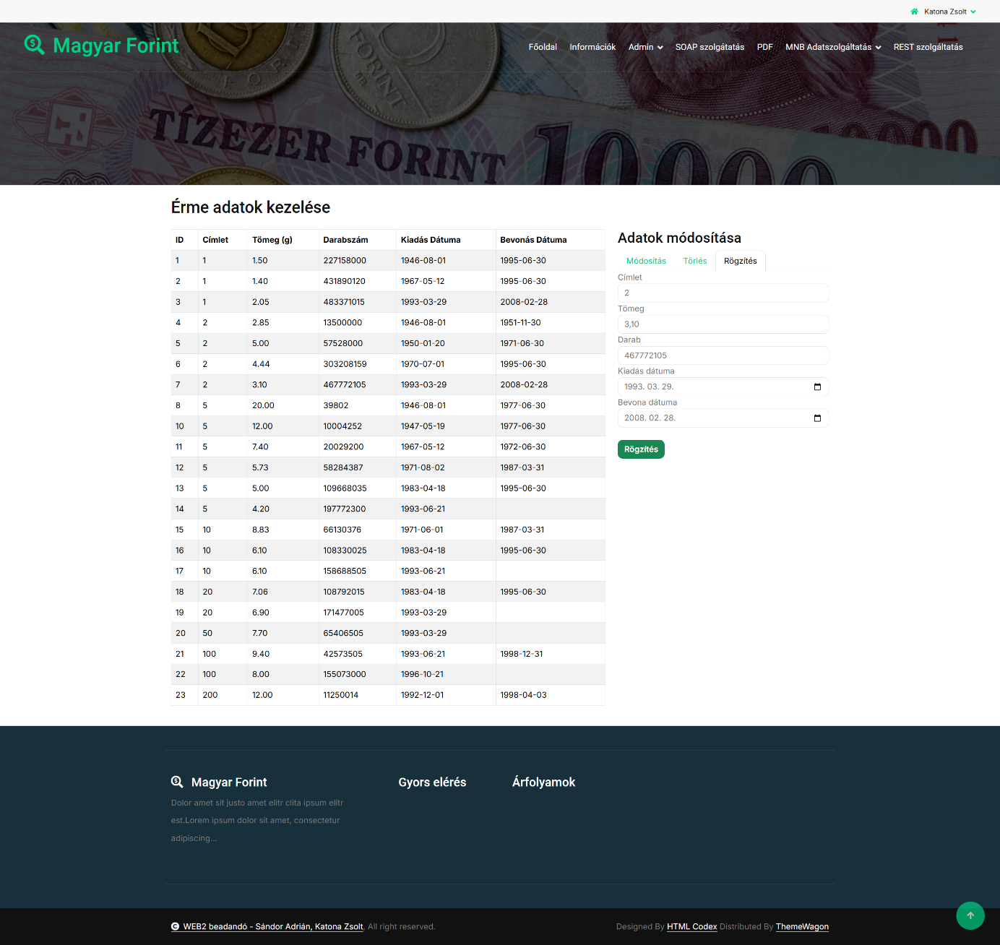 Katona Zsolt
Magyar Forint
Főoldal Információk Admin SOAP szolgátatás PDF MNB Adatszolgáltatás REST szolgáltatás
FORINT
TÍZEZER FORINT 10000 10000
Érme adatok kezelése
ID Címlet Tömeg (g) Darabszám Kiadás Dátuma Bevonás Dátuma
1 1 1.50 227158000 1946-08-01 1995-06-30
2 1 1.40 431890120 1967-05-12 1995-06-30
3 1 2.05 483371015 1993-03-29 2008-02-28
4 2 2.85 13500000 1946-08-01 1951-11-30
5 2 5.00 57528000 1950-01-20 1971-06-30
6 2 4.44 303208159 1970-07-01 1995-06-30
7 2 3.10 467772105 1993-03-29 2008-02-28
8 5 20.00 39802 1946-08-01 1977-06-30
10 5 12.00 10004252 1947-05-19 1977-06-30
11 5 7.40 20029200 1967-05-12 1972-06-30
12 5 5.73 58284387 1971-08-02 1987-03-31
13 5 5.00 109668035 1983-04-18 1995-06-30
14 5 4.20 197772300 1993-06-21
15 10 8.83 66130376 1971-06-01 1987-03-31
16 10 6.10 108330025 1983-04-18 1995-06-30
17 10 6.10 158688505 1993-06-21
18 20 7.06 108792015 1983-04-18 1995-06-30
19 20 6.90 171477005 1993-03-29
20 50 7.70 65406505 1993-03-29
21 100 9.40 42573505 1993-06-21 1998-12-31
22 100 8.00 155073000 1996-10-21
23 200 12.00 11250014 1992-12-01 1998-04-03
Adatok módosítása
Módosítás Törlés Rögzítés
Címlet
2
Tömeg
3,10
Darab
467772105
Kiadás dátuma
1993. 03. 29.
Bevona dátuma
2008. 02. 28.
Rögzítés
Magyar Forint
Dolor amet sit justo amet elitr clita ipsum elitr
est.Lorem ipsum dolor sit amet, consectetur
adipiscing...
Gyors elérés
Árfolyamok
WEB2 beadandó - Sándor Adrián, Katona Zsolt, All right reserved.
Designed By HTML Codex Distributed By ThemeWagon